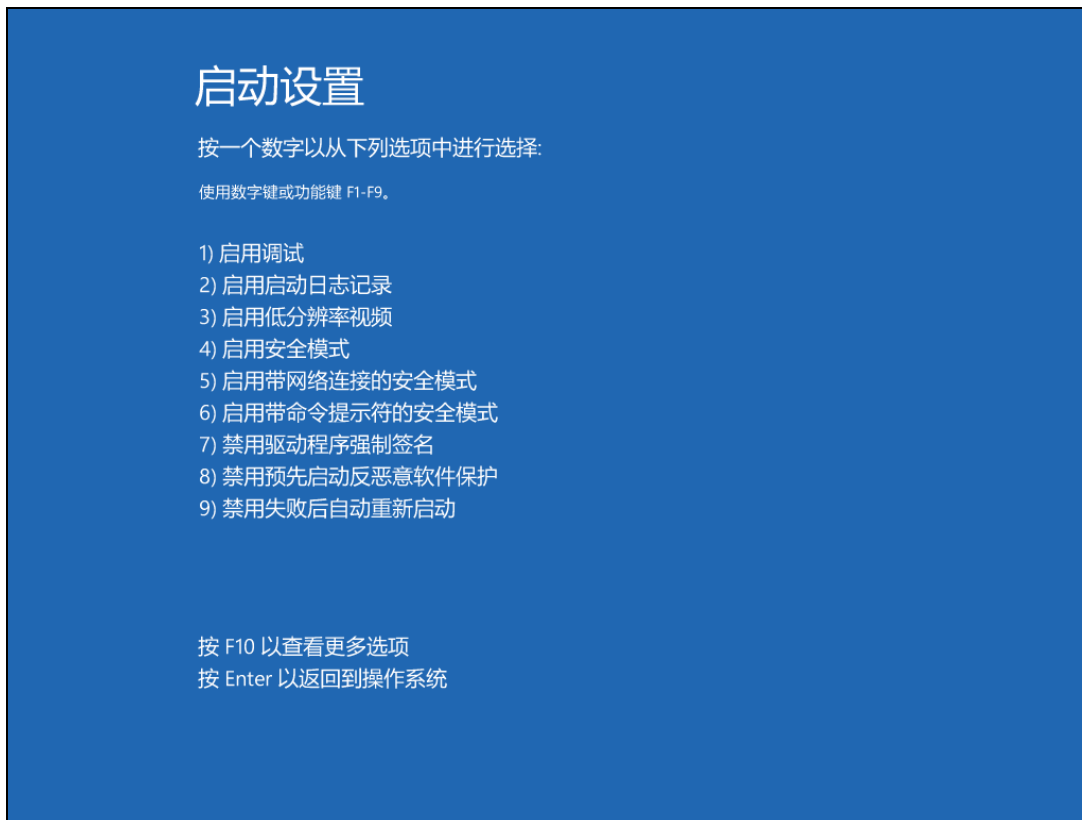 启动设置
按一个数字以从下列选项中进行选择:
使用数字键或功能键 F1-F9。
1) 启用调试
2) 启用启动日志记录
3) 启用低分辨率视频
4) 启用安全模式
5) 启用带网络连接的安全模式
6) 启用带命令提示符的安全模式
7) 禁用驱动程序强制签名
8) 禁用预先启动反恶意软件保护
9) 禁用失败后自动重新启动
按 F10 以查看更多选项
按 Enter 以返回到操作系统